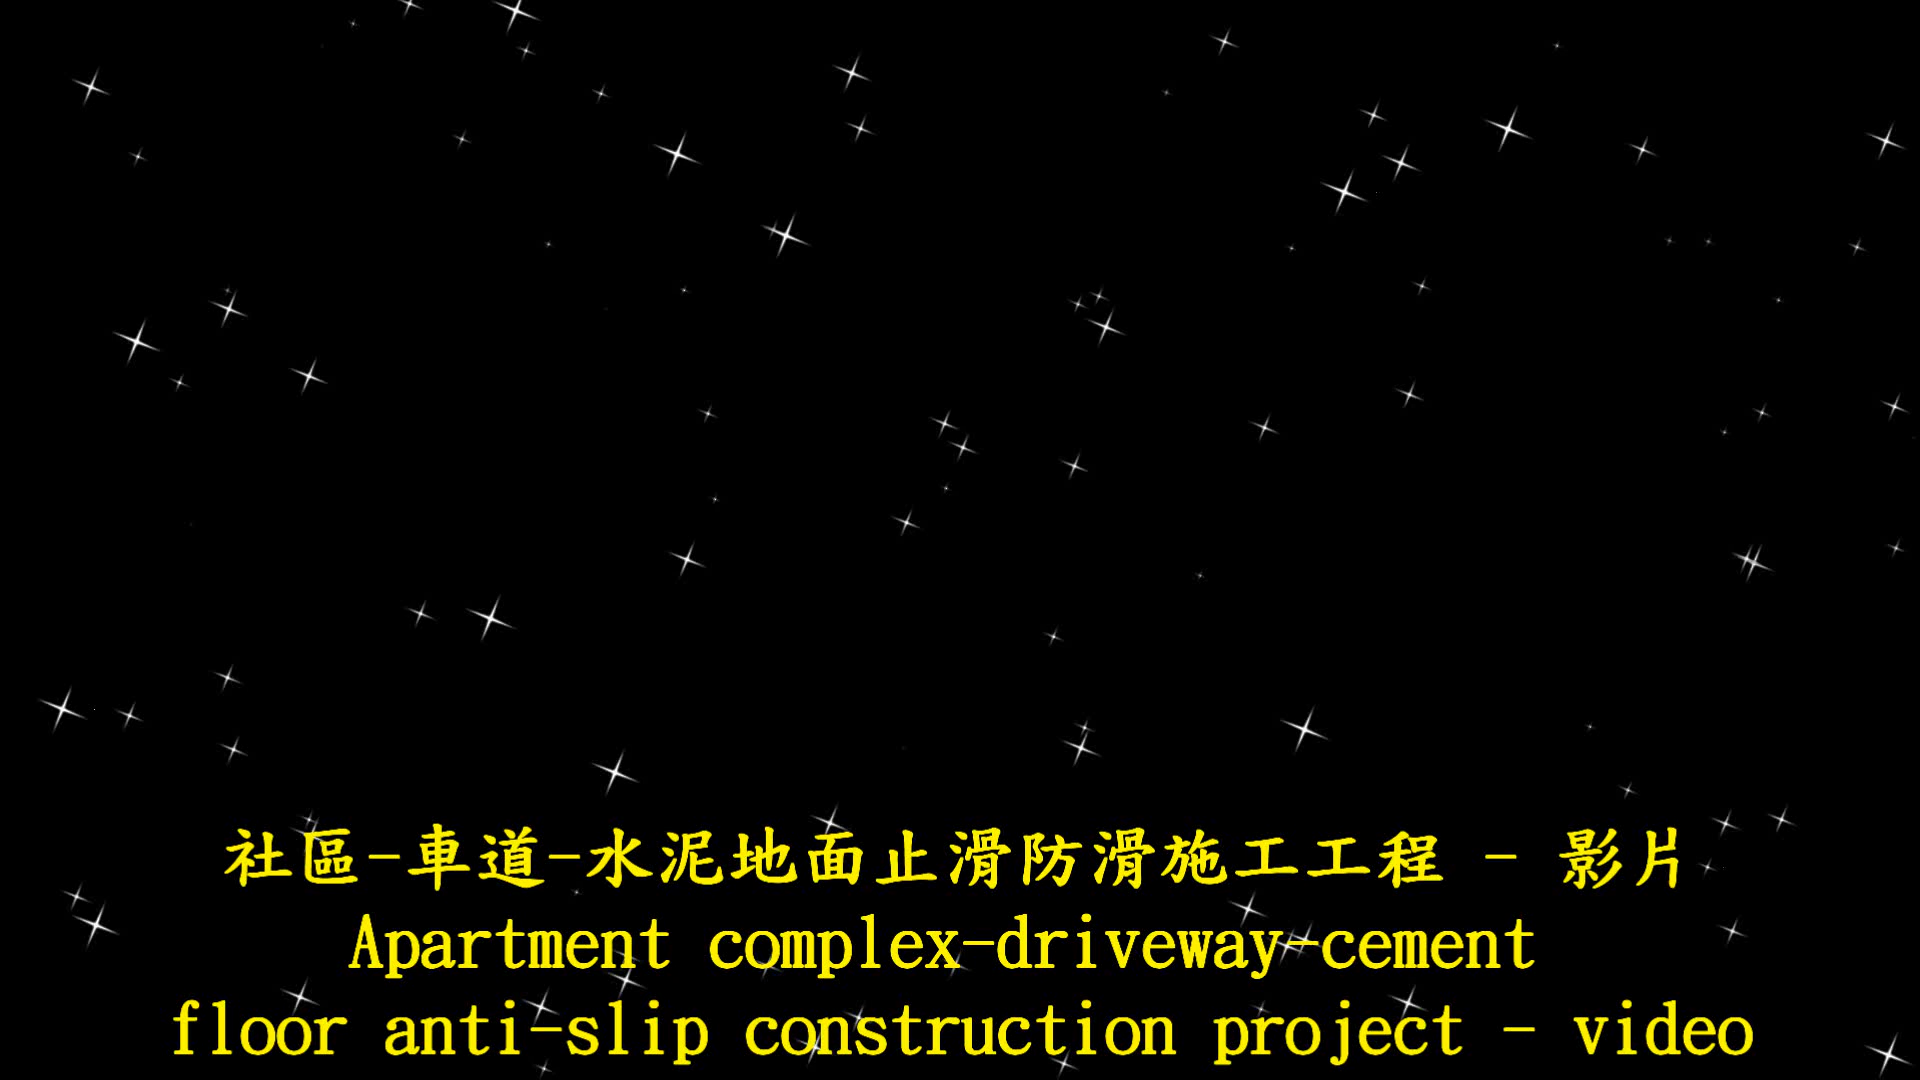 社區-車道-水泥地面止滑防滑施工工程 - 影片
Apartment complex-driveway-cement
floor anti-slip construction project - video